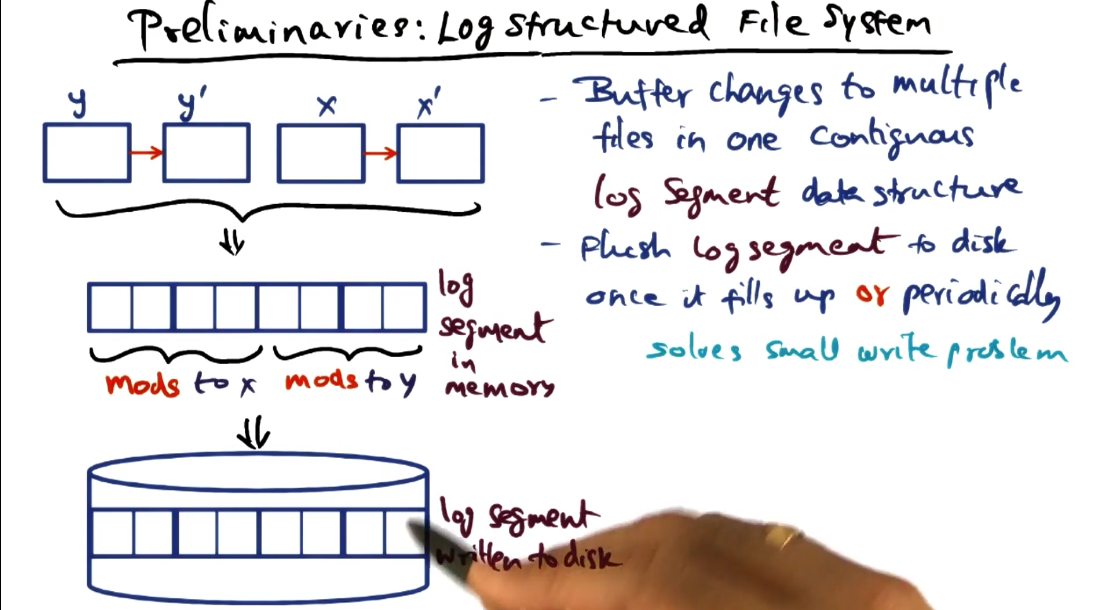 Preliminaries: Log Structured File System
y y' x x'
- Buffer changes to multiple
files in one contiguous
log segment data structure
- Flush log segment to disk
once it fills up or periodically
solves small write problem
log
segment
in
memory
mods to x mods to y
log segment
written to disk